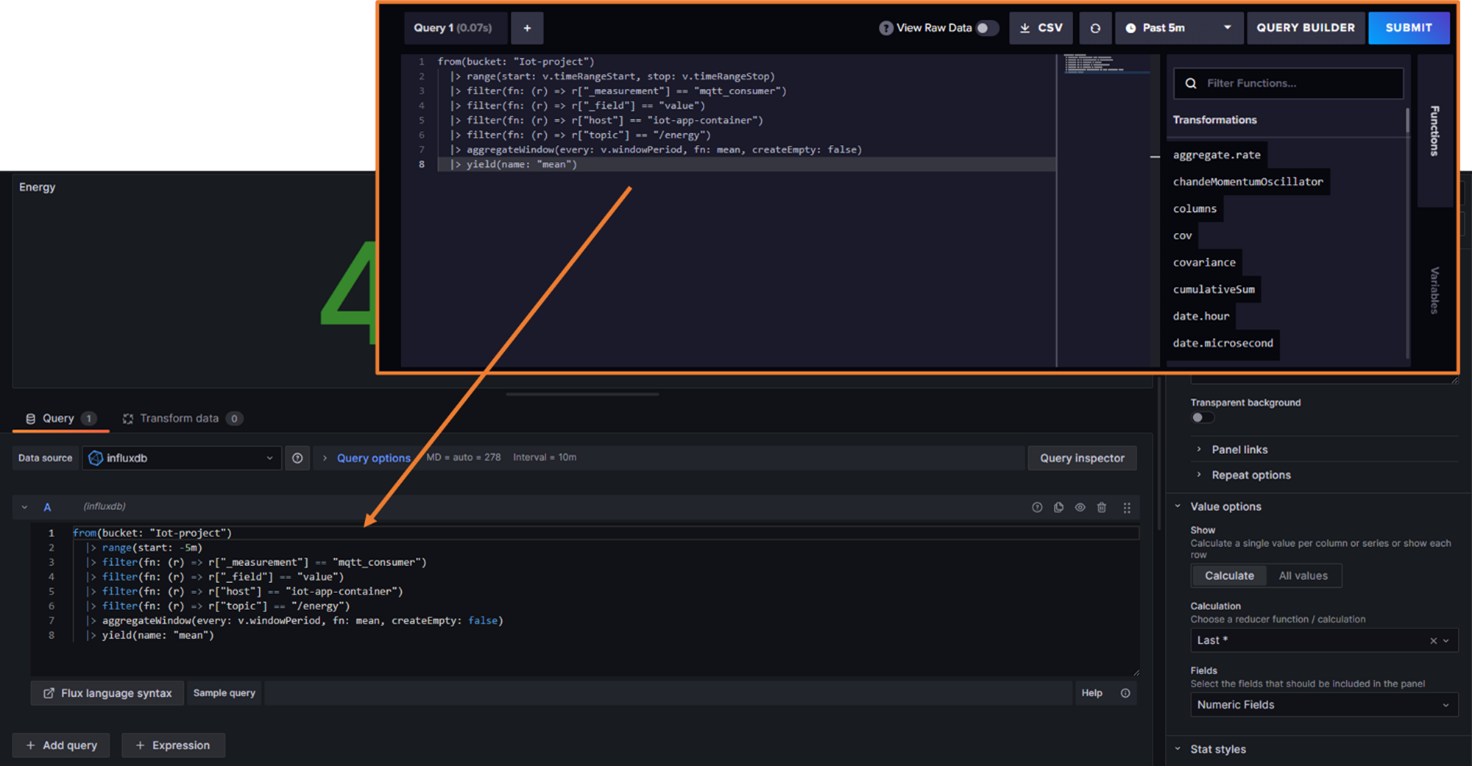 Query 1 (0.07s)
+
? View Raw Data
CSV
Past 5m
QUERY BUILDER
SUBMIT
1 from(bucket: "Iot-project")
2 |> range(start: v.timeRangeStart, stop: v.timeRangeStop)
3 |> filter(fn: (r) => r["_measurement"] == "mqtt_consumer")
4 |> filter(fn: (r) => r["_field"] == "value")
5 |> filter(fn: (r) => r["host"] == "iot-app-container")
6 |> filter(fn: (r) => r["topic"] == "/energy")
7 |> aggregateWindow(every: v.windowPeriod, fn: mean, createEmpty: false)
8 |> yield(name: "mean")
Filter Functions...
Transformations
aggregate.rate
chandeMomentumOscillator
columns
cov
covariance
cumulativeSum
date.hour
date.microsecond
Functions
Variables
Energy
4
Query 1
Transform data 0
Data source
influxdb
> Query options
MD = auto = 278
Interval = 10m
Query inspector
A (influxdb)
1 from(bucket: "Iot-project")
2 |> range(start: -5m)
3 |> filter(fn: (r) => r["_measurement"] == "mqtt_consumer")
4 |> filter(fn: (r) => r["_field"] == "value")
5 |> filter(fn: (r) => r["host"] == "iot-app-container")
6 |> filter(fn: (r) => r["topic"] == "/energy")
7 |> aggregateWindow(every: v.windowPeriod, fn: mean, createEmpty: false)
8 |> yield(name: "mean")
Flux language syntax
Sample query
Help
+ Add query
+ Expression
Transparent background
> Panel links
> Repeat options
Value options
Show
Calculate a single value per column or series or show each
row
Calculate
All values
Calculation
Choose a reducer function / calculation
Last *
Fields
Select the fields that should be included in the panel
Numeric Fields
Stat styles